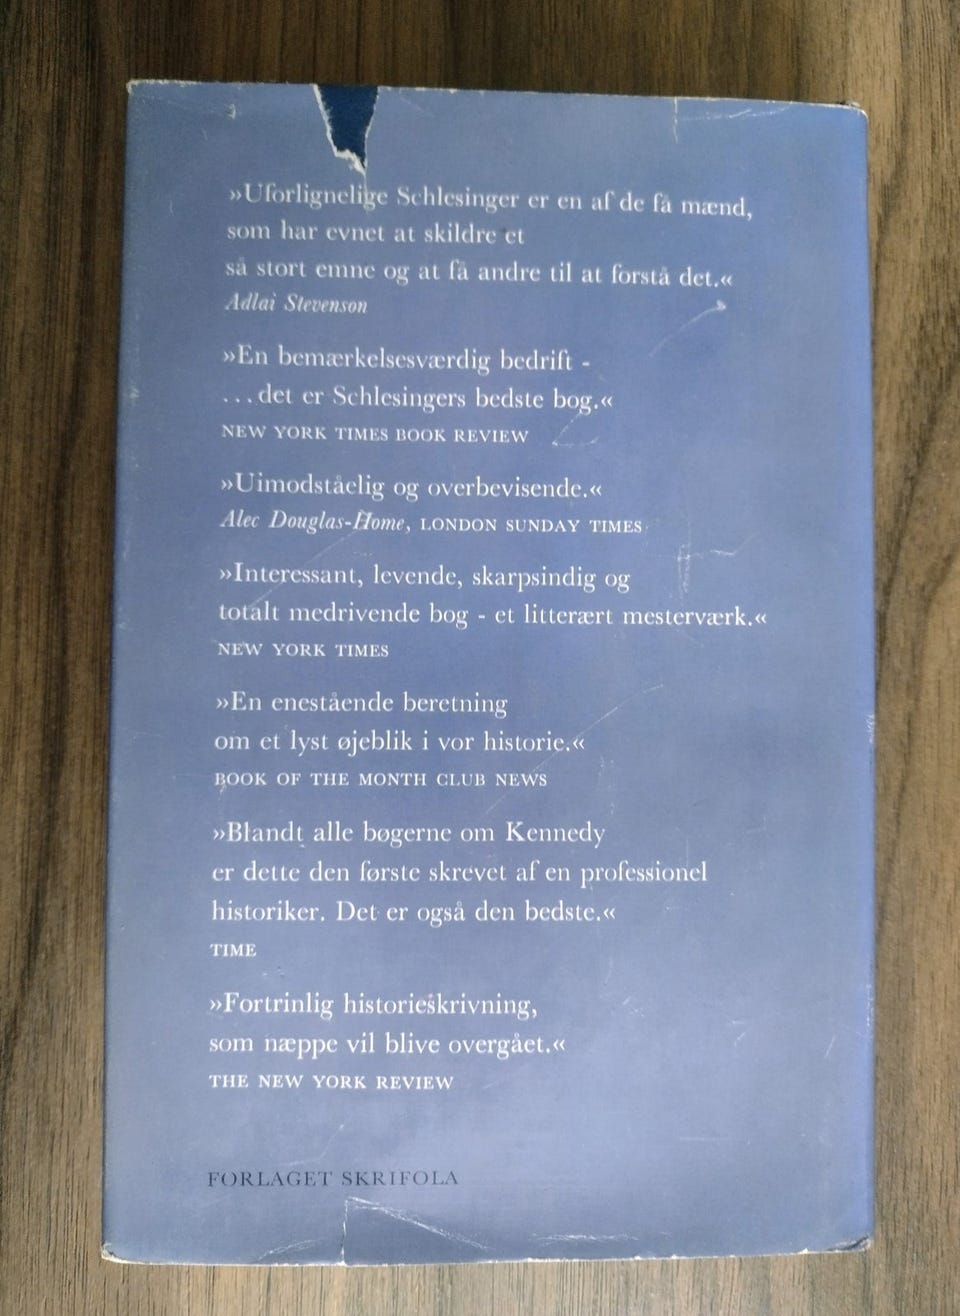 »Uforlignelige Schlesinger er en af de få mænd,
som har evnet at skildre et
så stort emne og at få andre til at forstå det.«
Adlai Stevenson
»En bemærkelsesværdig bedrift -
...det er Schlesingers bedste bog.«
NEW YORK TIMES BOOK REVIEW
»Uimodståelig og overbevisende.«
Alec Douglas-Home, LONDON SUNDAY TIMES
»Interessant, levende, skarpsindig og
totalt medrivende bog - et litterært mesterværk.«
NEW YORK TIMES
»En enestående beretning
om et lyst øjeblik i vor historie.«
BOOK OF THE MONTH CLUB NEWS
»Blandt alle bøgerne om Kennedy
er dette den første skrevet af en professionel
historiker. Det er også den bedste.«
TIME
»Fortrinlig historieskrivning,
som næppe vil blive overgået.«
THE NEW YORK REVIEW
FORLAGET SKRIFOLA